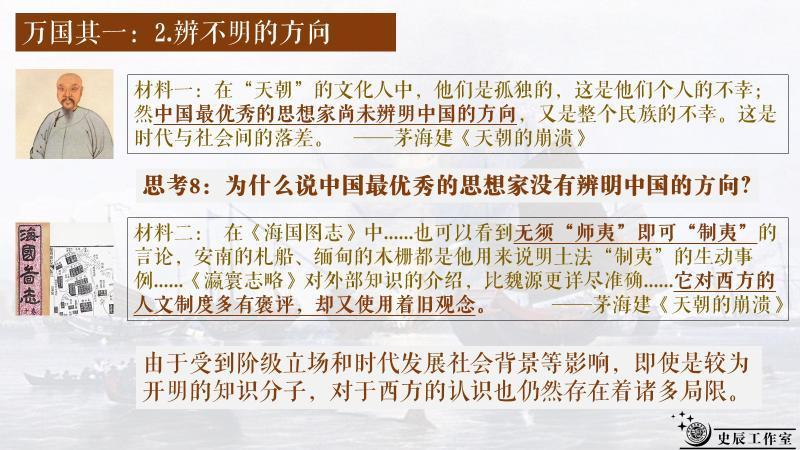 万国其一：2.辨不明的方向
材料一：在“天朝”的文化人中，他们是孤独的，这是他们个人的不幸；
然中国最优秀的思想家尚未辨明中国的方向，又是整个民族的不幸。这是
时代与社会间的落差。 ——茅海建《天朝的崩溃》
思考8：为什么说中国最优秀的思想家没有辨明中国的方向?
材料二： 在《海国图志》中......也可以看到无须“师夷”即可“制夷”的
言论，安南的札船、缅甸的木栅都是他用来说明土法“制夷”的生动事
例......《瀛寰志略》对外部知识的介绍，比魏源更详尽准确......它对西方的
人文制度多有褒评，却又使用着旧观念。 ——茅海建《天朝的崩溃》
海國圖志
由于受到阶级立场和时代发展社会背景等影响，即使是较为
开明的知识分子，对于西方的认识也仍然存在着诸多局限。
史辰工作室